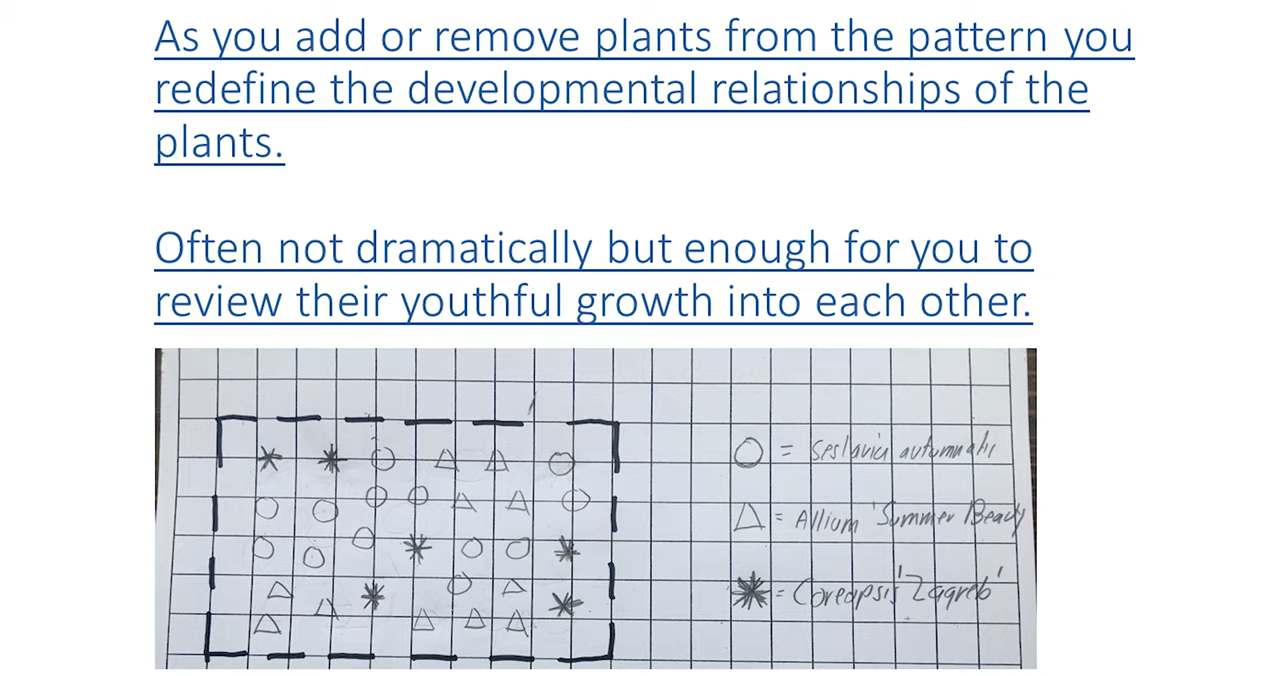 As you add or remove plants from the pattern you
redefine the developmental relationships of the
plants.
Often not dramatically but enough for you to
review their youthful growth into each other.
= Seslavia autumnalis
= Allium 'Summer Beauty
= Coreopsis 'Zagreb'